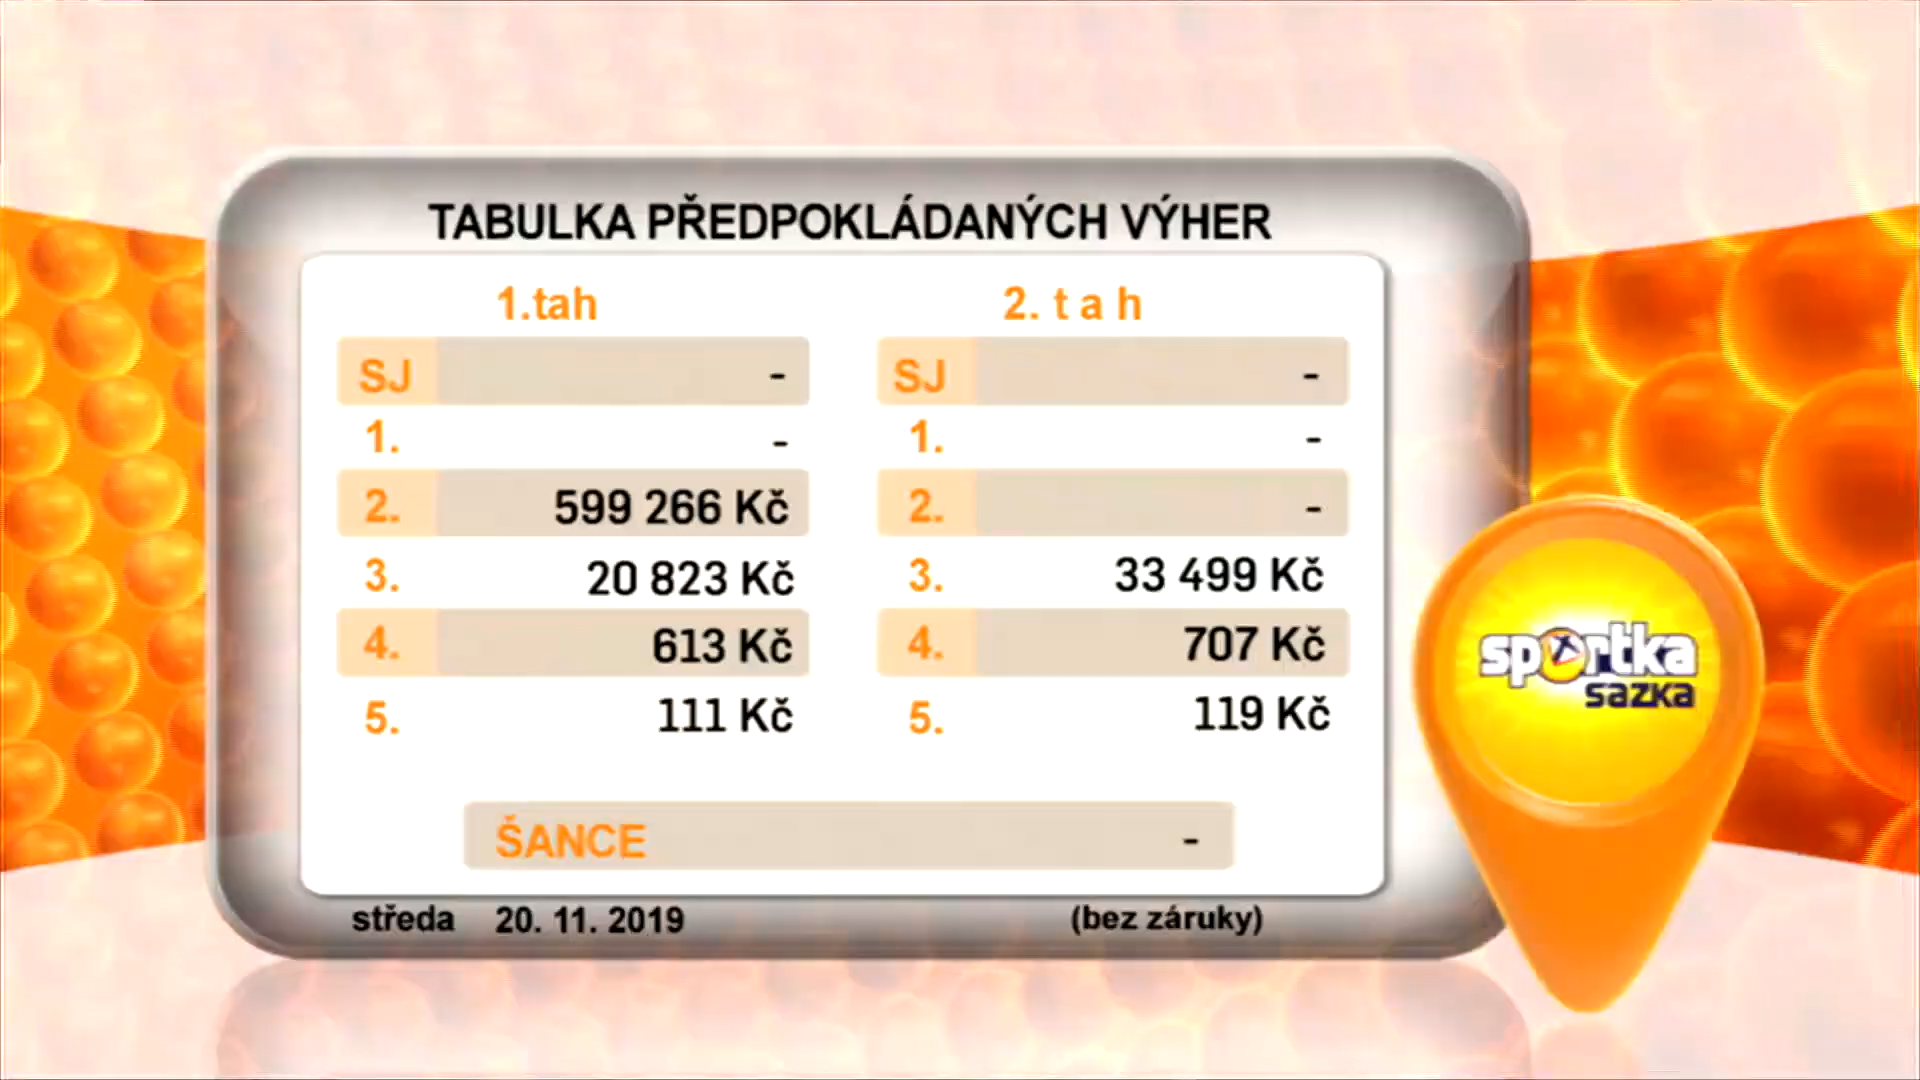 TABULKA PŘEDPOKLÁDANÝCH VÝHER
1.tah 2. t a h
SJ - SJ -
1. - 1. -
2. 599 266 Kč 2. -
3. 20 823 Kč 3. 33 499 Kč
4. 613 Kč 4. 707 Kč
5. 111 Kč 5. 119 Kč
ŠANCE -
středa 20. 11. 2019 (bez záruky)
sportka
sazka